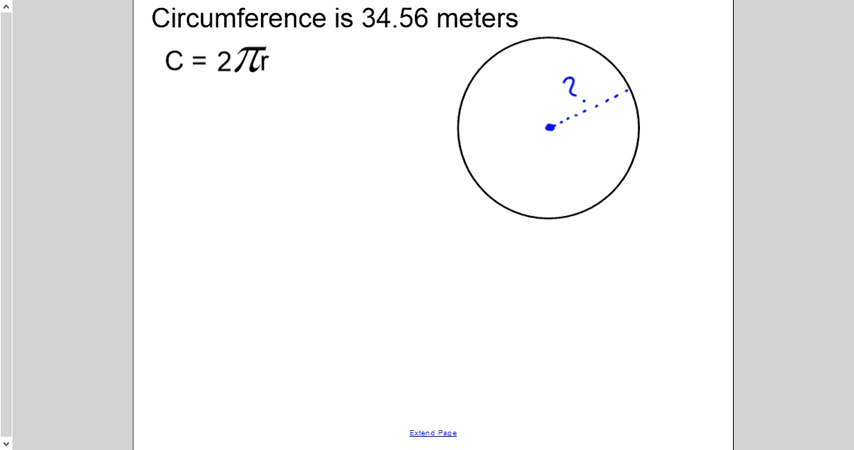 Circumference is 34.56 meters
C = 2πr
?
Extend Page